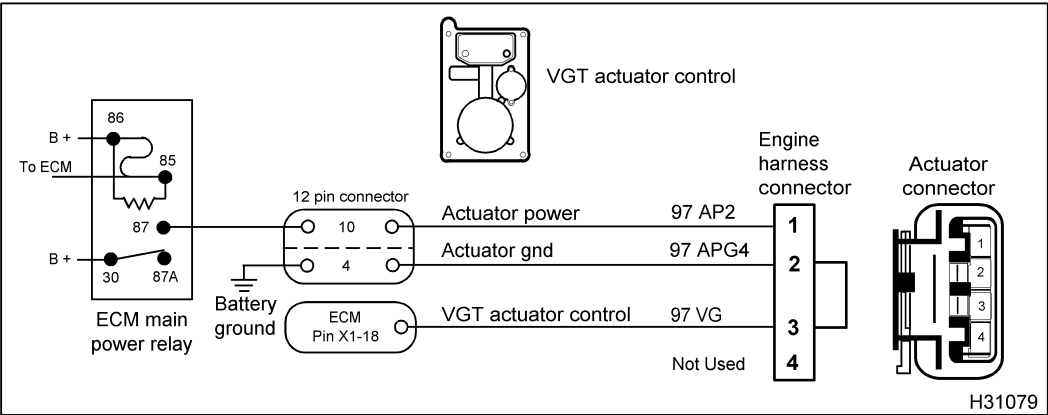 VGT actuator control
86
B +
To ECM
85
87
B +
30
87A
ECM main
power relay
12 pin connector
10
4
Battery
ground
ECM
Pin X1-18
Actuator power
97 AP2
Actuator gnd
97 APG4
VGT actuator control
97 VG
Not Used
Engine
harness
connector
1
2
3
4
Actuator
connector
1
2
3
4
H31079